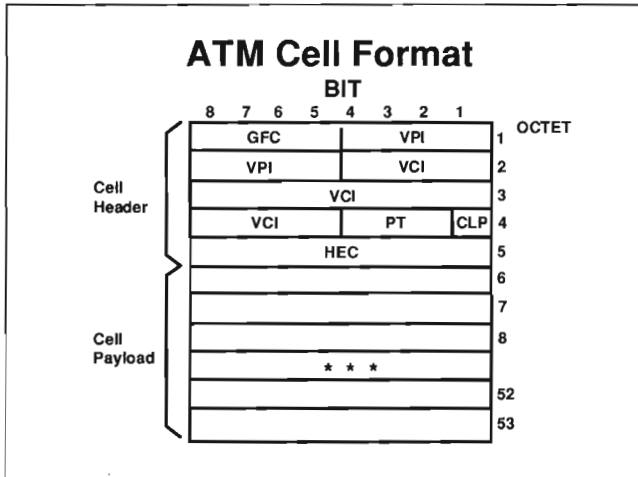 ATM Cell Format
BIT
8 7 6 5 4 3 2 1
OCTET
GFC VPI 1
VPI VCI 2
Cell Header
VCI 3
VCI PT CLP 4
HEC 5
6
7
Cell Payload
8
* * *
52
53